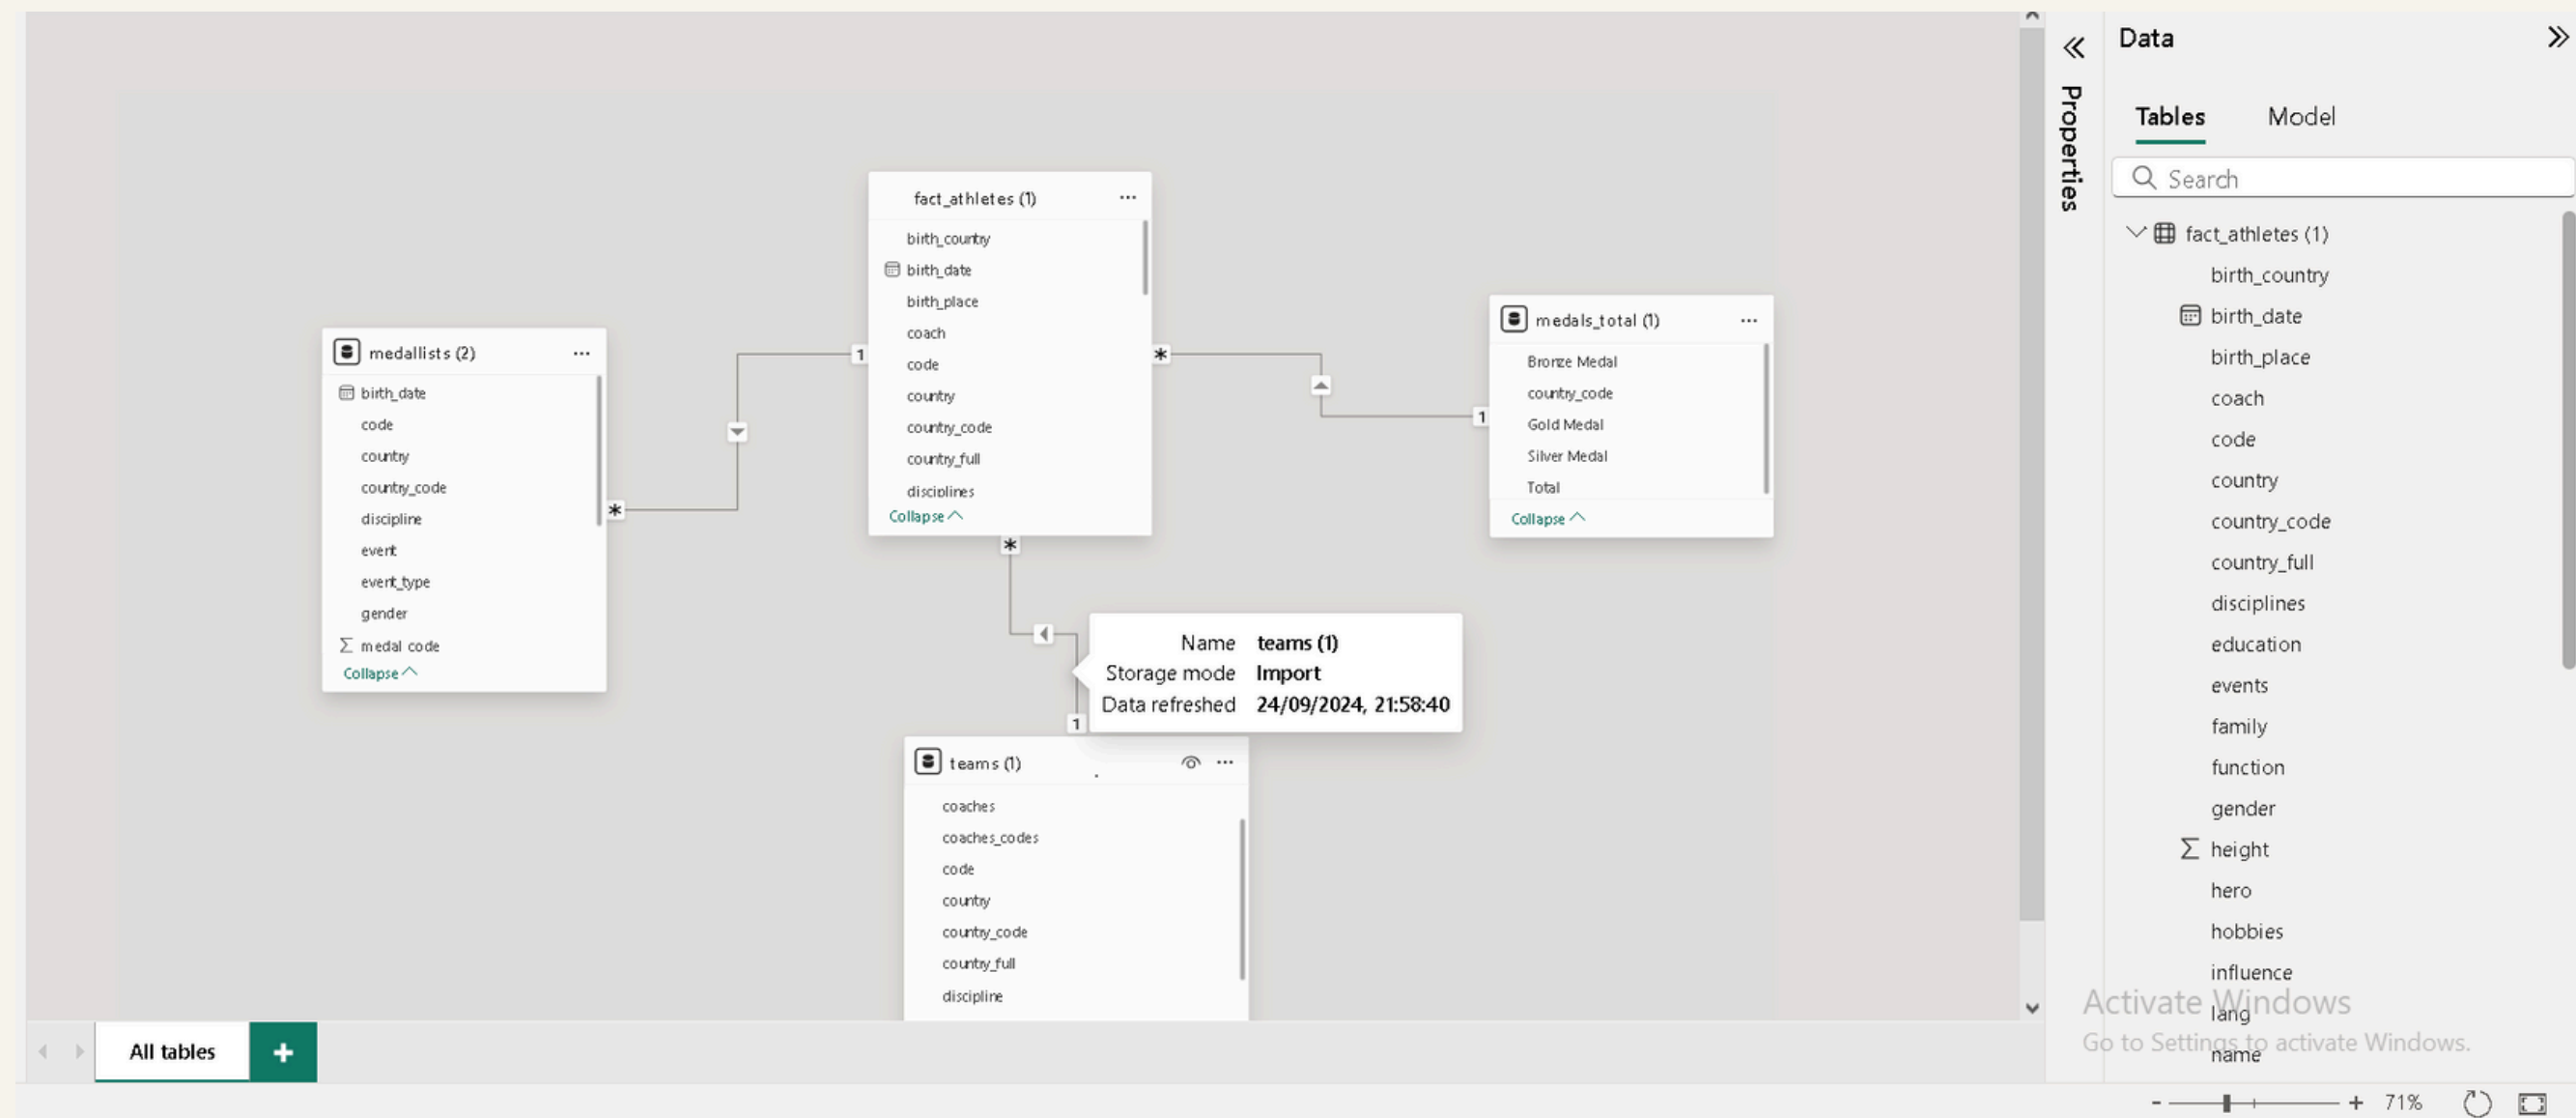 fact_athletes (1)
...
birth_country
birth_date
birth_place
coach
code
country
country_code
country_full
disciplines
Collapse
medallists (2)
...
birth_date
code
country
country_code
discipline
event
event_type
gender
Σ medal code
Collapse
1
*
*
1
medals_total (1)
...
Bronze Medal
country_code
Gold Medal
Silver Medal
Total
Collapse
*
1
Name teams (1)
Storage mode Import
Data refreshed 24/09/2024, 21:58:40
teams (1)
...
coaches
coaches_codes
code
country
country_code
country_full
discipline
All tables
+
Properties
Data
Tables Model
Search
fact_athletes (1)
birth_country
birth_date
birth_place
coach
code
country
country_code
country_full
disciplines
education
events
family
function
gender
Σ height
hero
hobbies
influence
lang
name
Activate Windows
Go to Settings to activate Windows.
- + 71%